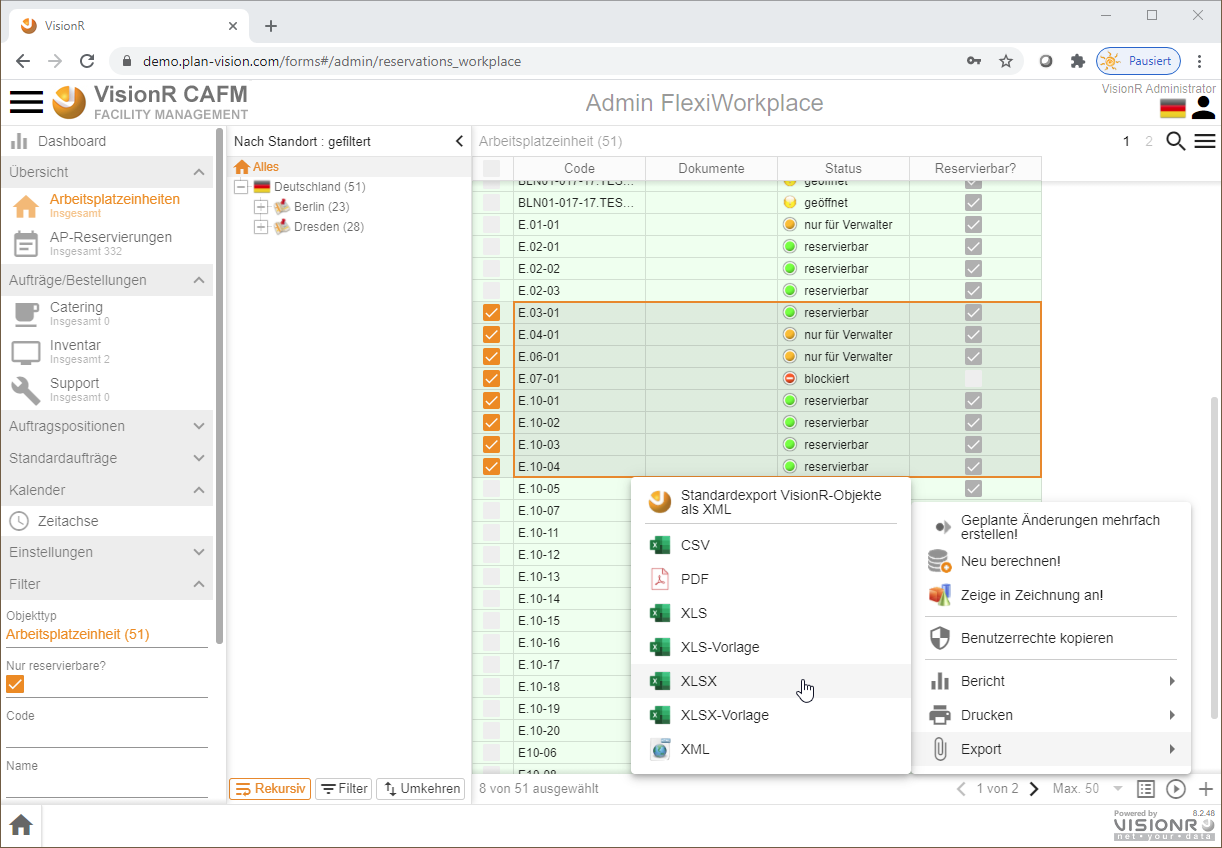 VisionR
demo.plan-vision.com/forms#/admin/reservations_workplace
Pausiert
VisionR CAFM
FACILITY MANAGEMENT
Admin FlexiWorkplace
VisionR Administrator
Dashboard
Übersicht
Arbeitsplatzeinheiten
Insgesamt
AP-Reservierungen
Insgesamt 332
Aufträge/Bestellungen
Catering
Insgesamt 0
Inventar
Insgesamt 2
Support
Insgesamt 0
Auftragspositionen
Standardaufträge
Kalender
Zeitachse
Einstellungen
Filter
Objekttyp
Arbeitsplatzeinheit (51)
Nur reservierbare?
Code
Name
Nach Standort : gefiltert
Alles
Deutschland (51)
Berlin (23)
Dresden (28)
Rekursiv
Filter
Umkehren
Arbeitsplatzeinheit (51)
1 2
Code Dokumente Status Reservierbar?
BLN01-017-17.TES... geöffnet
BLN01-017-17.TES... geöffnet
E.01-01 nur für Verwalter
E.02-01 reservierbar
E.02-02 reservierbar
E.02-03 reservierbar
E.03-01 reservierbar
E.04-01 nur für Verwalter
E.06-01 nur für Verwalter
E.07-01 blockiert
E.10-01 reservierbar
E.10-02 reservierbar
E.10-03 reservierbar
E.10-04 reservierbar
E.10-05
E.10-07
E.10-11
E.10-12
E.10-13
E.10-14
E.10-15
E.10-16
E.10-17
E.10-18
E.10-19
E.10-20
E10-06
E10-08
Standardexport VisionR-Objekte
als XML
CSV
PDF
XLS
XLS-Vorlage
XLSX
XLSX-Vorlage
XML
Geplante Änderungen mehrfach
erstellen!
Neu berechnen!
Zeige in Zeichnung an!
Benutzerrechte kopieren
Bericht
Drucken
Export
8 von 51 ausgewählt
1 von 2
Max. 50
Powered by 8.2.48
VISIONR
net•your•data